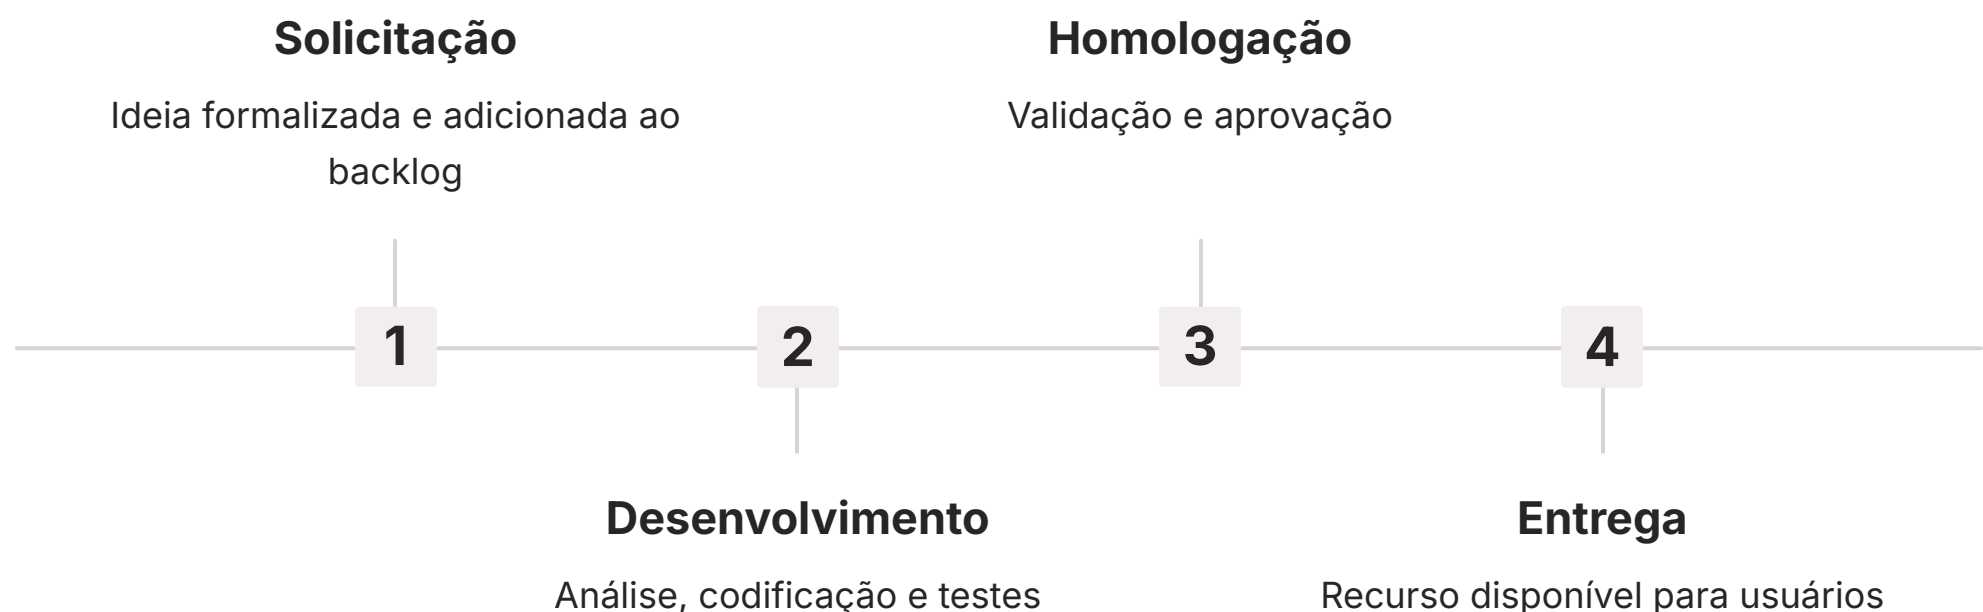 Solicitação
Ideia formalizada e adicionada ao
backlog
1
2
Desenvolvimento
Análise, codificação e testes
Homologação
Validação e aprovação
3
4
Entrega
Recurso disponível para usuários